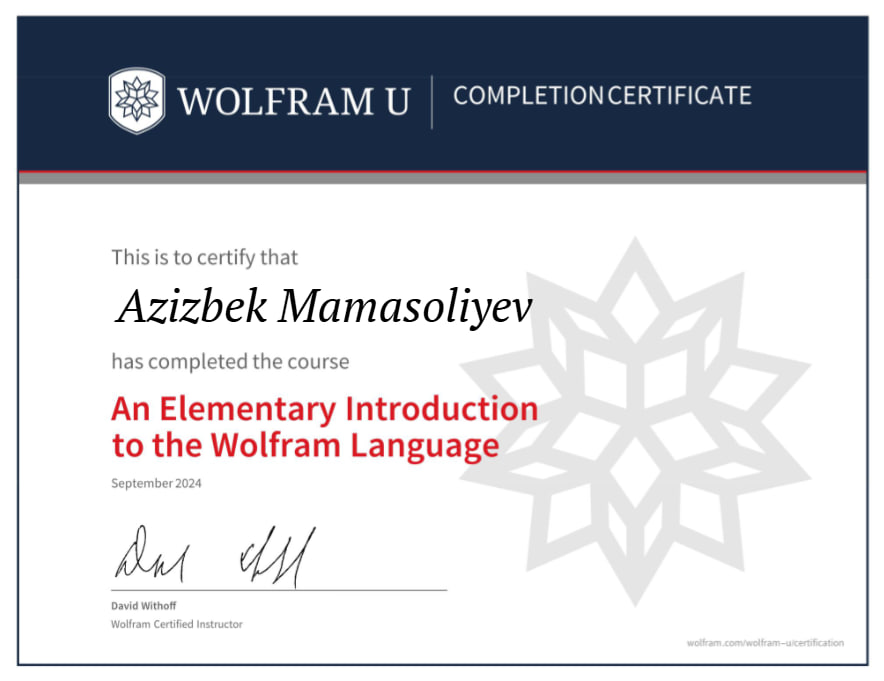 WOLFRAM U
COMPLETION CERTIFICATE
This is to certify that
Azizbek Mamasoliyev
has completed the course
An Elementary Introduction
to the Wolfram Language
September 2024
David Withoff
Wolfram Certified Instructor
wolfram.com/wolfram-u/certification